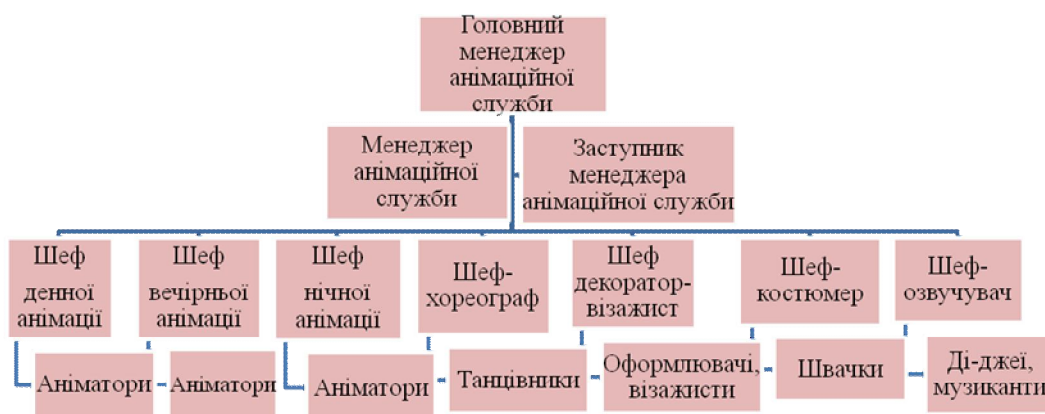 Головний
менеджер
анімаційної
служби
Менеджер
анімаційної
служби
Заступник
менеджера
анімаційної служби
Шеф
денної
анімації
Шеф
вечірньої
анімації
Шеф
нічної
анімації
Шеф-
хореограф
Шеф
декоратор-
візажист
Шеф-
костюмер
Шеф-
озвучувач
Аніматори
Аніматори
Аніматори
Танцівники
Оформлювачі,
візажисти
Швачки
Ді-джеї,
музиканти